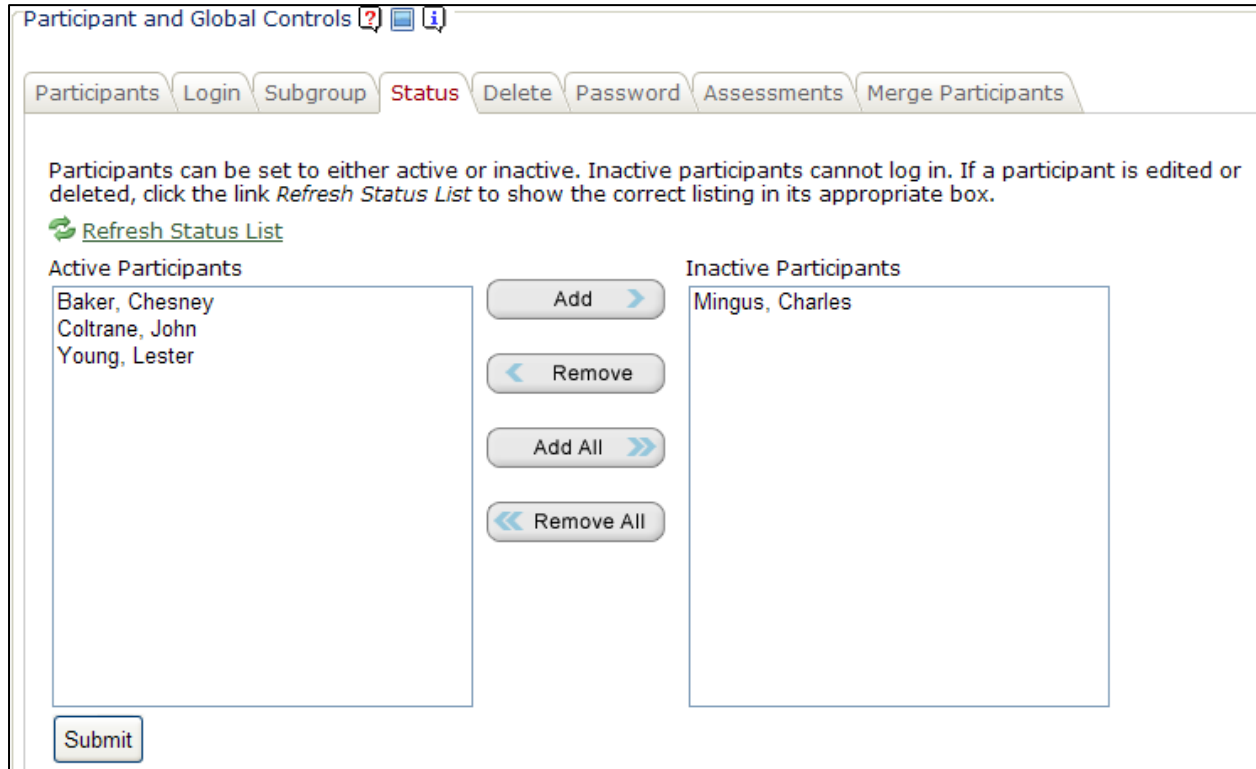 Participant and Global Controls ? i
Participants Login Subgroup Status Delete Password Assessments Merge Participants
Participants can be set to either active or inactive. Inactive participants cannot log in. If a participant is edited or
deleted, click the link Refresh Status List to show the correct listing in its appropriate box.
Refresh Status List
Active Participants
Baker, Chesney
Coltrane, John
Young, Lester
Add
Remove
Add All
Remove All
Inactive Participants
Mingus, Charles
Submit